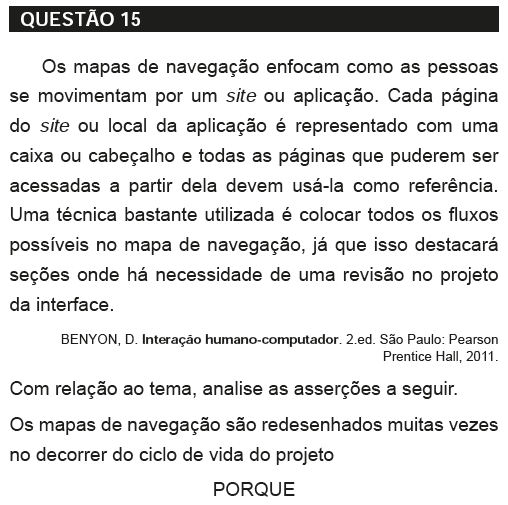 QUESTÃO 15
Os mapas de navegação enfocam como as pessoas
se movimentam por um site ou aplicação. Cada página
do site ou local da aplicação é representado com uma
caixa ou cabeçalho e todas as páginas que puderem ser
acessadas a partir dela devem usá-la como referência.
Uma técnica bastante utilizada é colocar todos os fluxos
possíveis no mapa de navegação, já que isso destacará
seções onde há necessidade de uma revisão no projeto
da interface.
BENYON, D. Interação humano-computador. 2.ed. São Paulo: Pearson
Prentice Hall, 2011.
Com relação ao tema, analise as asserções a seguir.
Os mapas de navegação são redesenhados muitas vezes
no decorrer do ciclo de vida do projeto
PORQUE